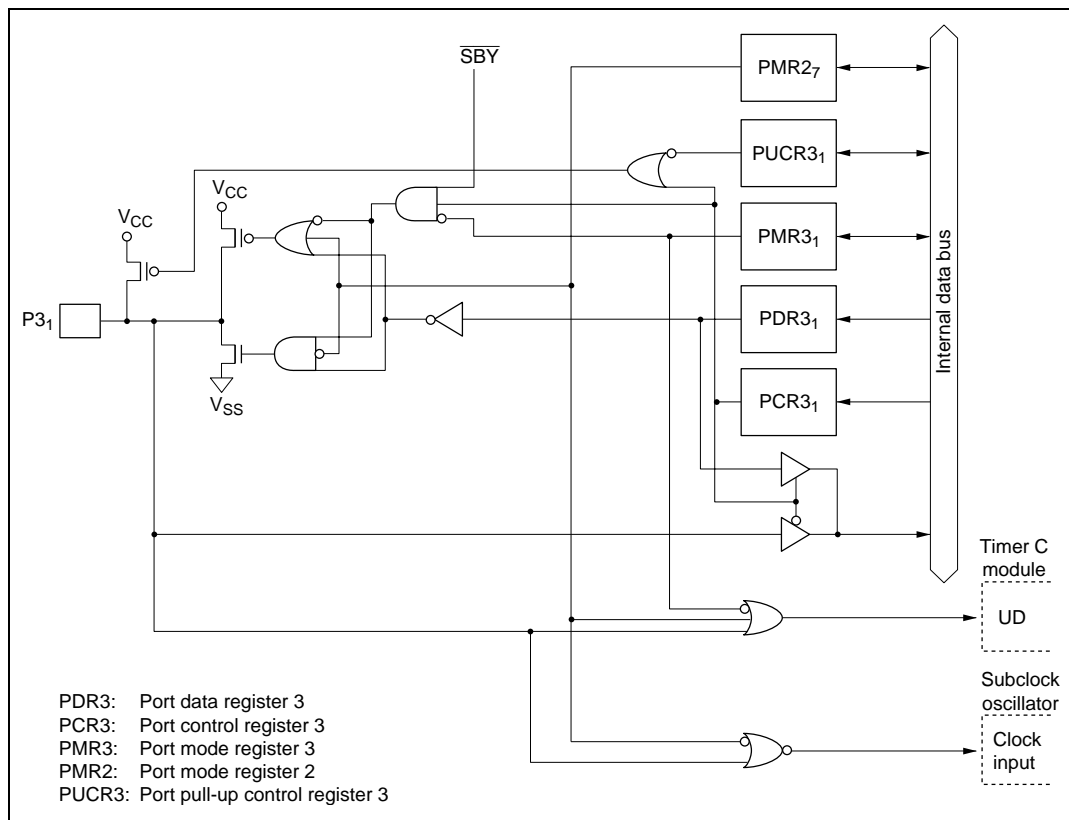 SBY
PMR27
PUCR31
VCC
VCC
PMR31
P31
PDR31
VSS
PCR31
Internal data bus
Timer C
module
UD
Subclock
oscillator
Clock
input
PDR3: Port data register 3
PCR3: Port control register 3
PMR3: Port mode register 3
PMR2: Port mode register 2
PUCR3: Port pull-up control register 3